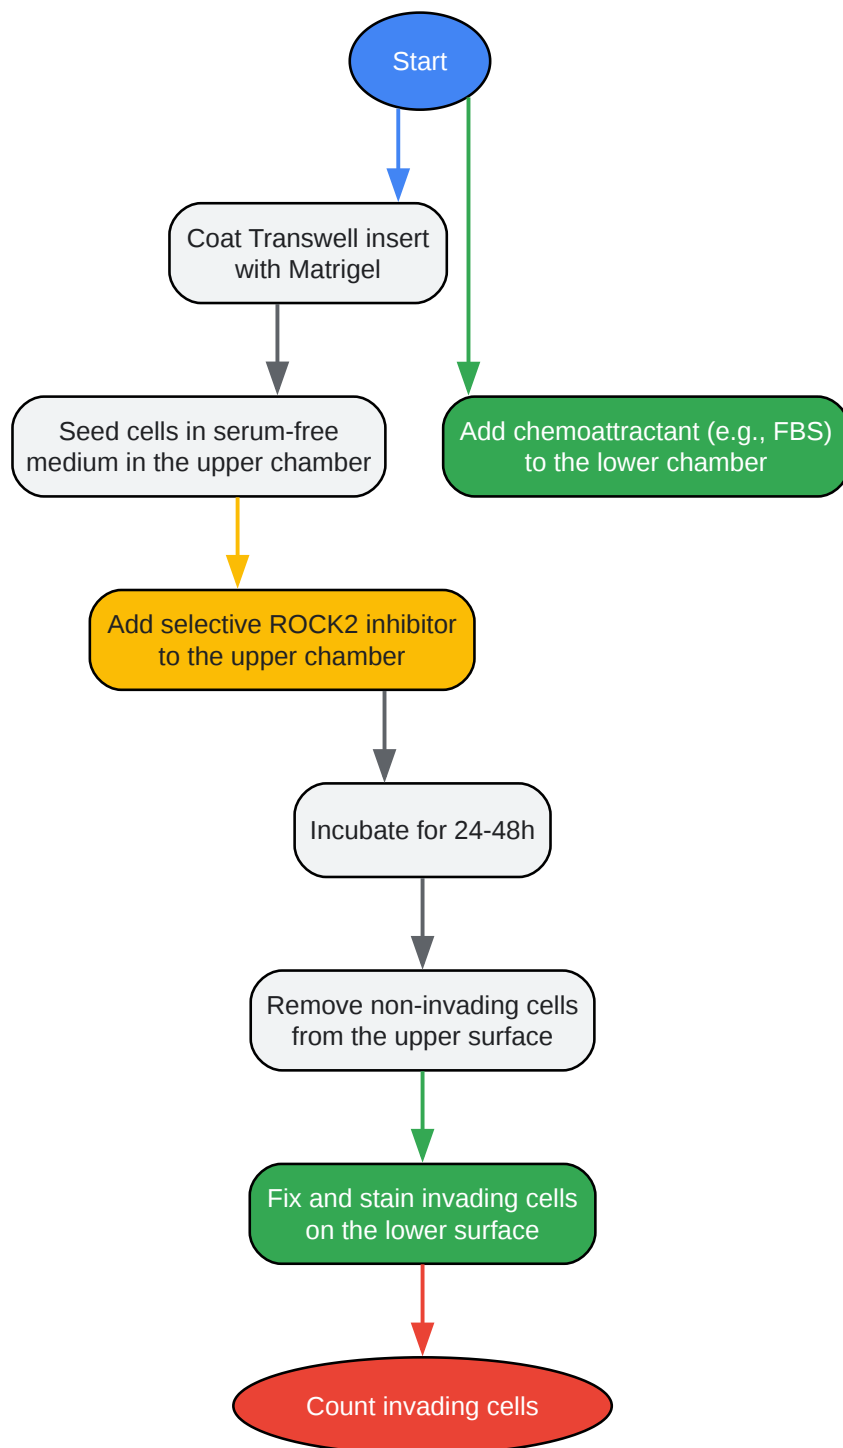 Start
Coat Transwell insert
with Matrigel
Seed cells in serum-free
medium in the upper chamber
Add chemoattractant (e.g., FBS)
to the lower chamber
Add selective ROCK2 inhibitor
to the upper chamber
Incubate for 24-48h
Remove non-invading cells
from the upper surface
Fix and stain invading cells
on the lower surface
Count invading cells